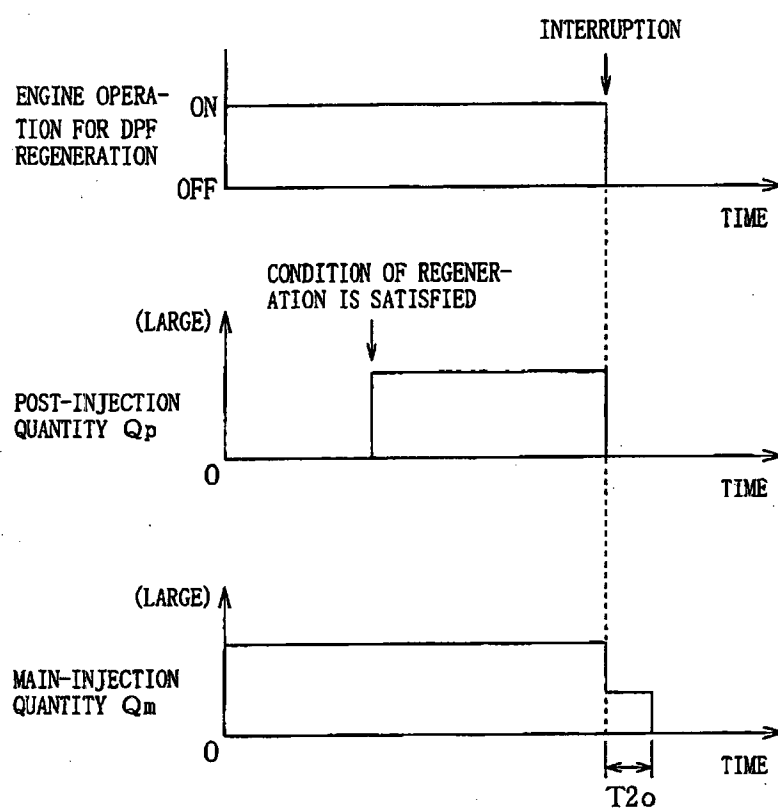 INTERRUPTION
ENGINE OPERA-
TION FOR DPF
REGENERATION
ON
OFF
TIME
CONDITION OF REGENER-
ATION IS SATISFIED
(LARGE)
POST-INJECTION
QUANTITY Qp
0
TIME
(LARGE)
MAIN-INJECTION
QUANTITY Qm
0
TIME
T2o